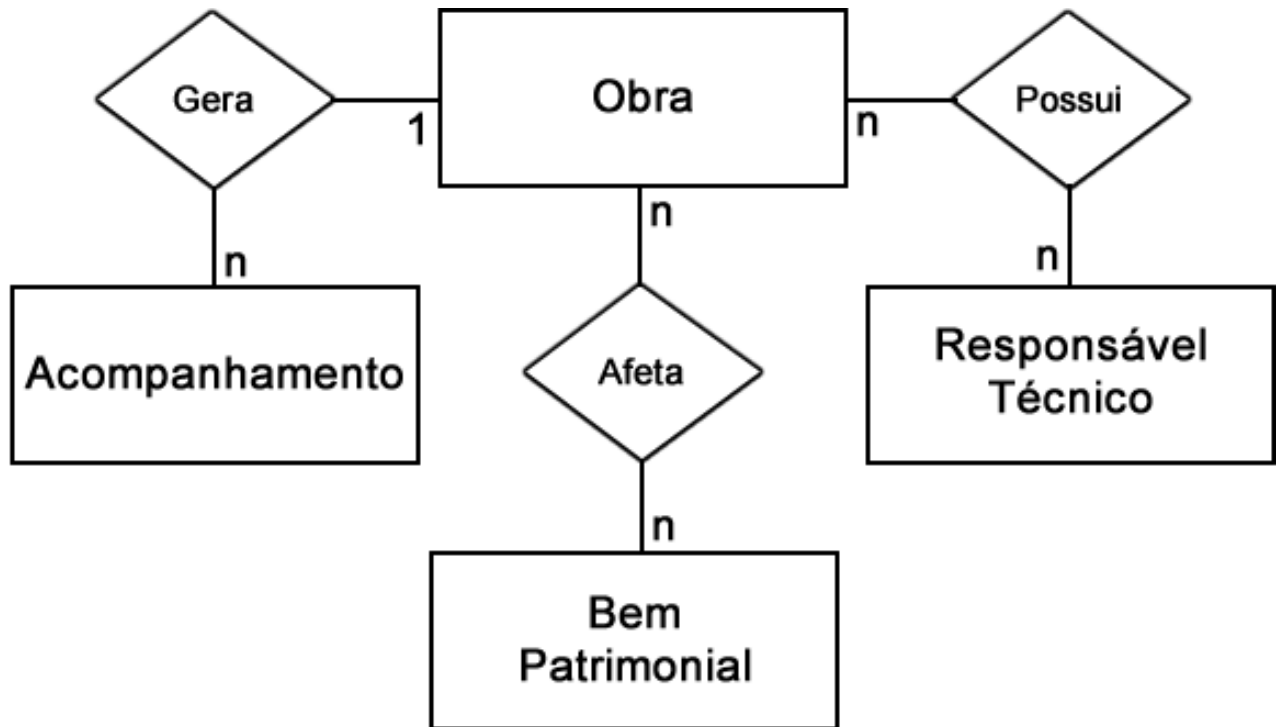 Gera
1
Obra
n
Possui
n
n
n
Acompanhamento
Afeta
Responsável
Técnico
n
Bem
Patrimonial